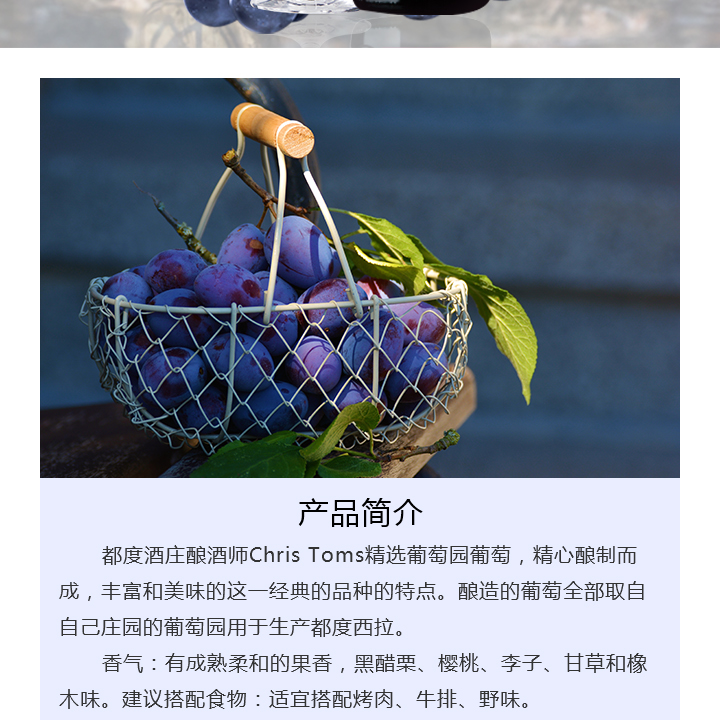 产品简介
都度酒庄酿酒师Chris Toms精选葡萄园葡萄，精心酿制而
成，丰富和美味的这一经典的品种的特点。酿造的葡萄全部取自
自己庄园的葡萄园用于生产都度西拉。
香气：有成熟柔和的果香，黑醋栗、樱桃、李子、甘草和橡
木味。建议搭配食物：适宜搭配烤肉、牛排、野味。